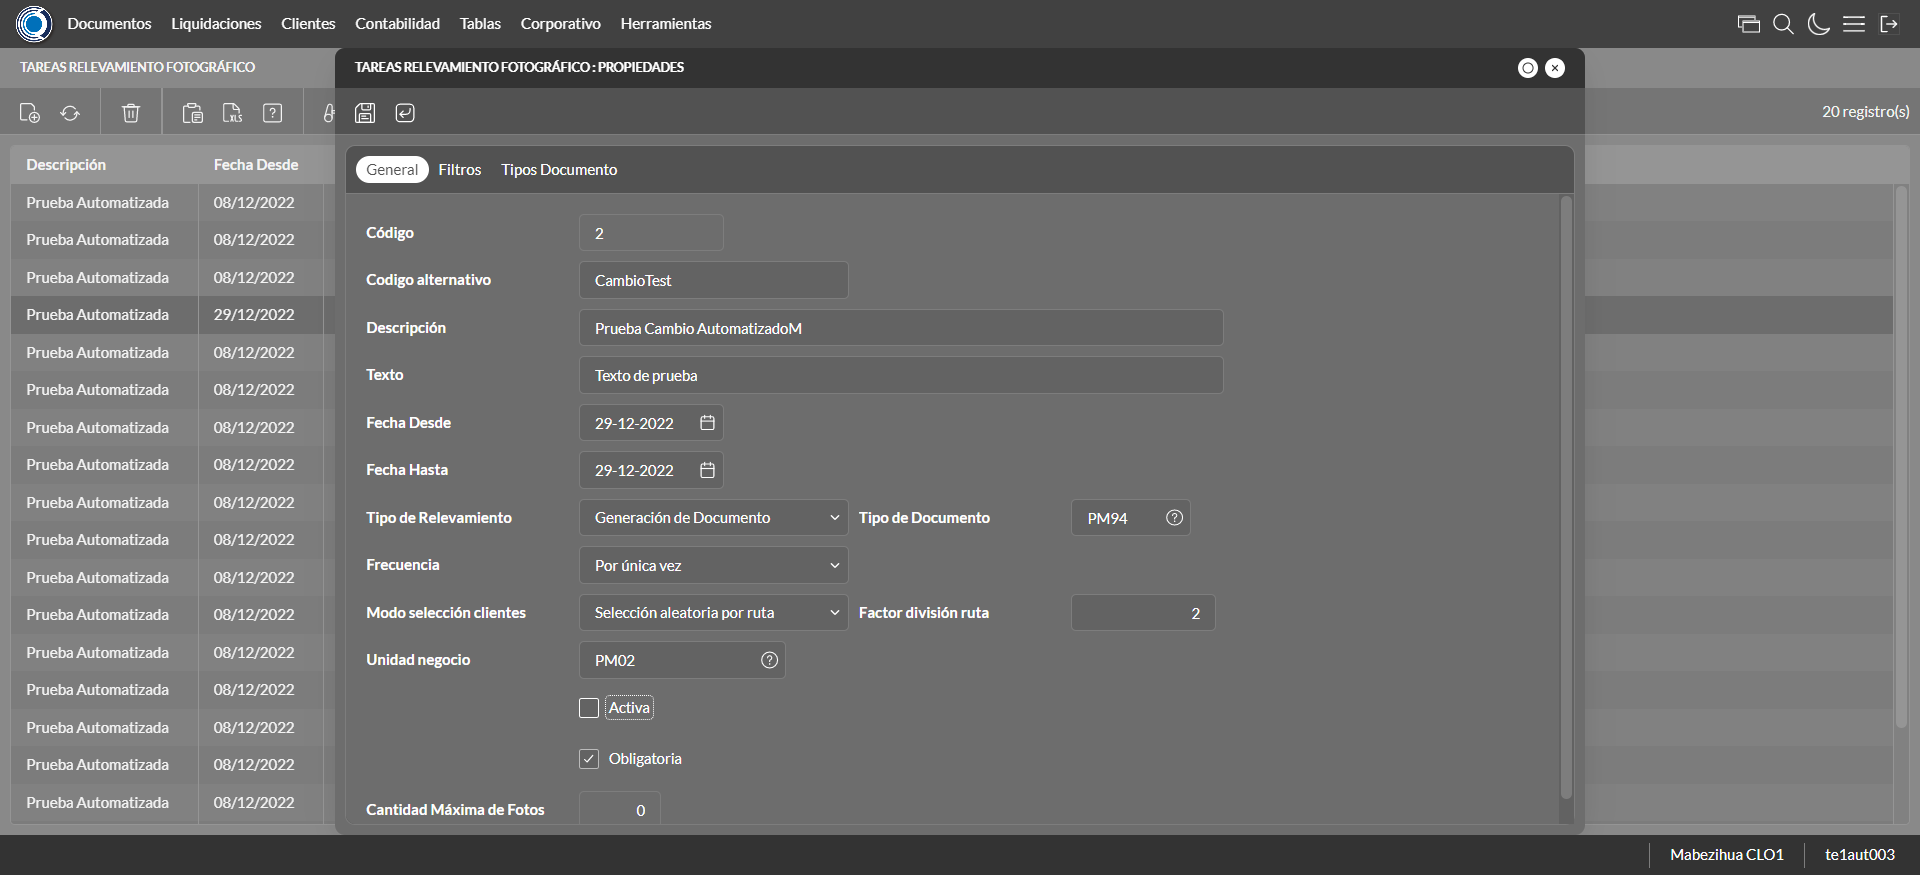 Documentos Liquidaciones Clientes Contabilidad Tablas Corporativo Herramientas
TAREAS RELEVAMIENTO FOTOGRÁFICO
TAREAS RELEVAMIENTO FOTOGRÁFICO : PROPIEDADES
XLS
20 registro(s)
Descripción Fecha Desde
Prueba Automatizada 08/12/2022
Prueba Automatizada 08/12/2022
Prueba Automatizada 08/12/2022
Prueba Automatizada 29/12/2022
Prueba Automatizada 08/12/2022
Prueba Automatizada 08/12/2022
Prueba Automatizada 08/12/2022
Prueba Automatizada 08/12/2022
Prueba Automatizada 08/12/2022
Prueba Automatizada 08/12/2022
Prueba Automatizada 08/12/2022
Prueba Automatizada 08/12/2022
Prueba Automatizada 08/12/2022
Prueba Automatizada 08/12/2022
Prueba Automatizada 08/12/2022
Prueba Automatizada 08/12/2022
Prueba Automatizada 08/12/2022
General Filtros Tipos Documento
Código 2
Codigo alternativo CambioTest
Descripción Prueba Cambio AutomatizadoM
Texto Texto de prueba
Fecha Desde 29-12-2022
Fecha Hasta 29-12-2022
Tipo de Relevamiento Generación de Documento Tipo de Documento PM94
Frecuencia Por única vez
Modo selección clientes Selección aleatoria por ruta Factor división ruta 2
Unidad negocio PM02
Activa
Obligatoria
Cantidad Máxima de Fotos 0
Mabezihua CLO1 te1aut003